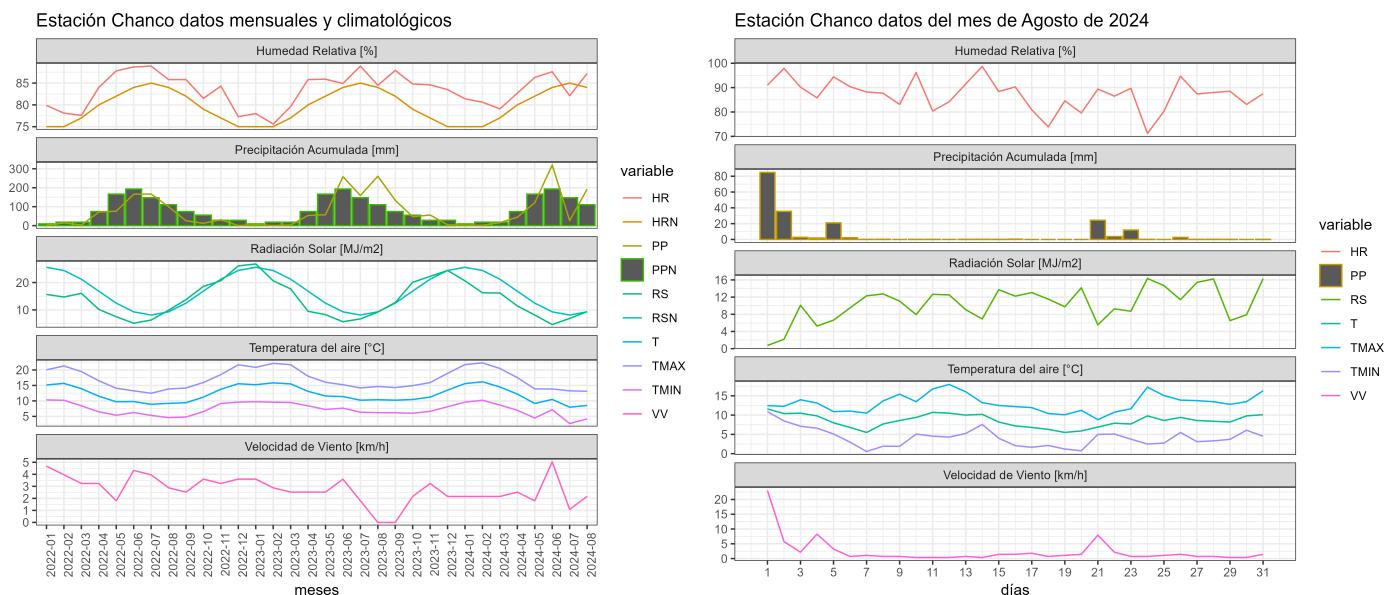 Estación Chanco datos mensuales y climatológicos
Humedad Relativa [%]
85
80
75
Precipitación Acumulada [mm]
300
200
100
0
Radiación Solar [MJ/m2]
20
10
Temperatura del aire [°C]
20
15
10
5
Velocidad de Viento [km/h]
5
4
3
2
1
0
2022-01
2022-02
2022-03
2022-04
2022-05
2022-06
2022-07
2022-08
2022-09
2022-10
2022-11
2022-12
2023-01
2023-02
2023-03
2023-04
2023-05
2023-06
2023-07
2023-08
2023-09
2023-10
2023-11
2023-12
2024-01
2024-02
2024-03
2024-04
2024-05
2024-06
2024-07
2024-08
meses
variable
HR
HRN
PP
PPN
RS
RSN
T
TMAX
TMIN
VV
Estación Chanco datos del mes de Agosto de 2024
Humedad Relativa [%]
100
90
80
70
Precipitación Acumulada [mm]
80
60
40
20
0
Radiación Solar [MJ/m2]
16
12
8
4
0
Temperatura del aire [°C]
15
10
5
0
Velocidad de Viento [km/h]
20
15
10
5
0
1 3 5 7 9 11 13 15 17 19 21 23 25 27 29 31
días
variable
HR
PP
RS
T
TMAX
TMIN
VV